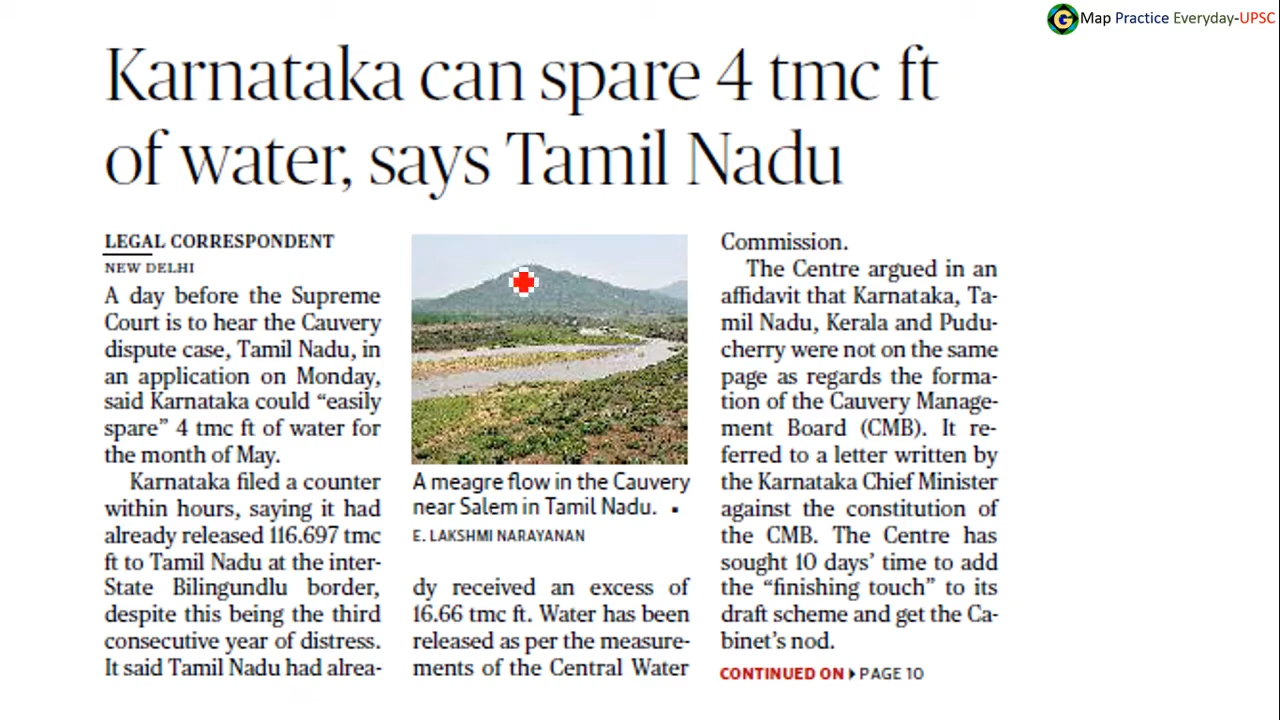 G Map Practice Everyday-UPSC
Karnataka can spare 4 tmc ft
of water, says Tamil Nadu
LEGAL CORRESPONDENT
NEW DELHI
A day before the Supreme
Court is to hear the Cauvery
dispute case, Tamil Nadu, in
an application on Monday,
said Karnataka could “easily
spare” 4 tmc ft of water for
the month of May.
Karnataka filed a counter
within hours, saying it had
already released 116.697 tmc
ft to Tamil Nadu at the inter-
State Bilingundlu border,
despite this being the third
consecutive year of distress.
It said Tamil Nadu had alrea-
A meagre flow in the Cauvery
near Salem in Tamil Nadu. ▪
E. LAKSHMI NARAYANAN
dy received an excess of
16.66 tmc ft. Water has been
released as per the measure-
ments of the Central Water
Commission.
The Centre argued in an
affidavit that Karnataka, Ta-
mil Nadu, Kerala and Pudu-
cherry were not on the same
page as regards the forma-
tion of the Cauvery Manage-
ment Board (CMB). It re-
ferred to a letter written by
the Karnataka Chief Minister
against the constitution of
the CMB. The Centre has
sought 10 days’ time to add
the “finishing touch” to its
draft scheme and get the Ca-
binet’s nod.
CONTINUED ON ▸ PAGE 10